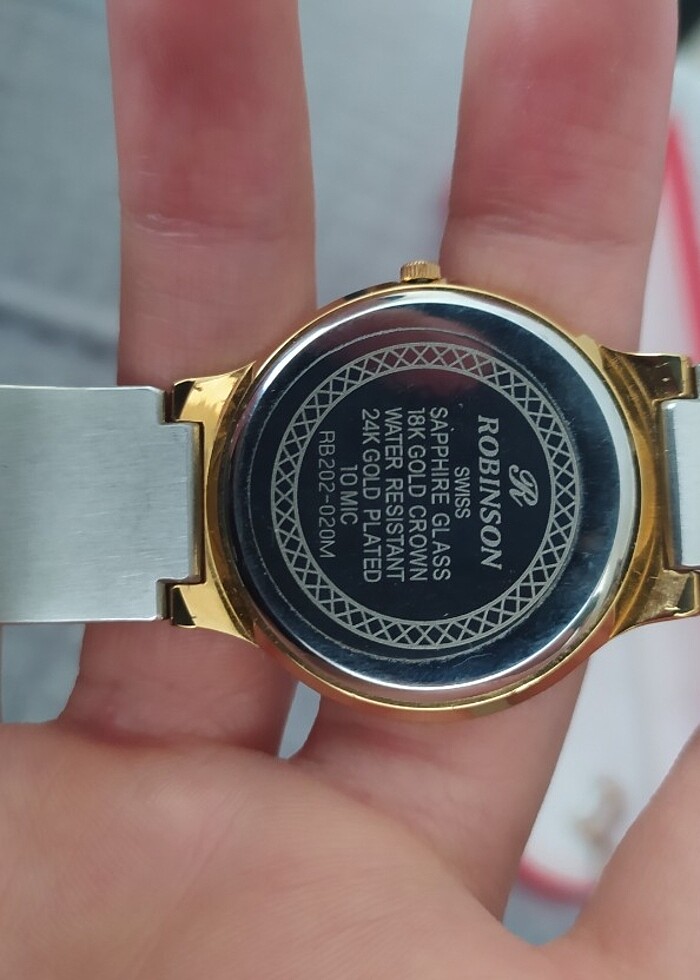 R
ROBINSON
SWISS
SAPPHIRE GLASS
18K GOLD CROWN
WATER RESISTANT
24K GOLD PLATED
10 MIC
RB202-020M